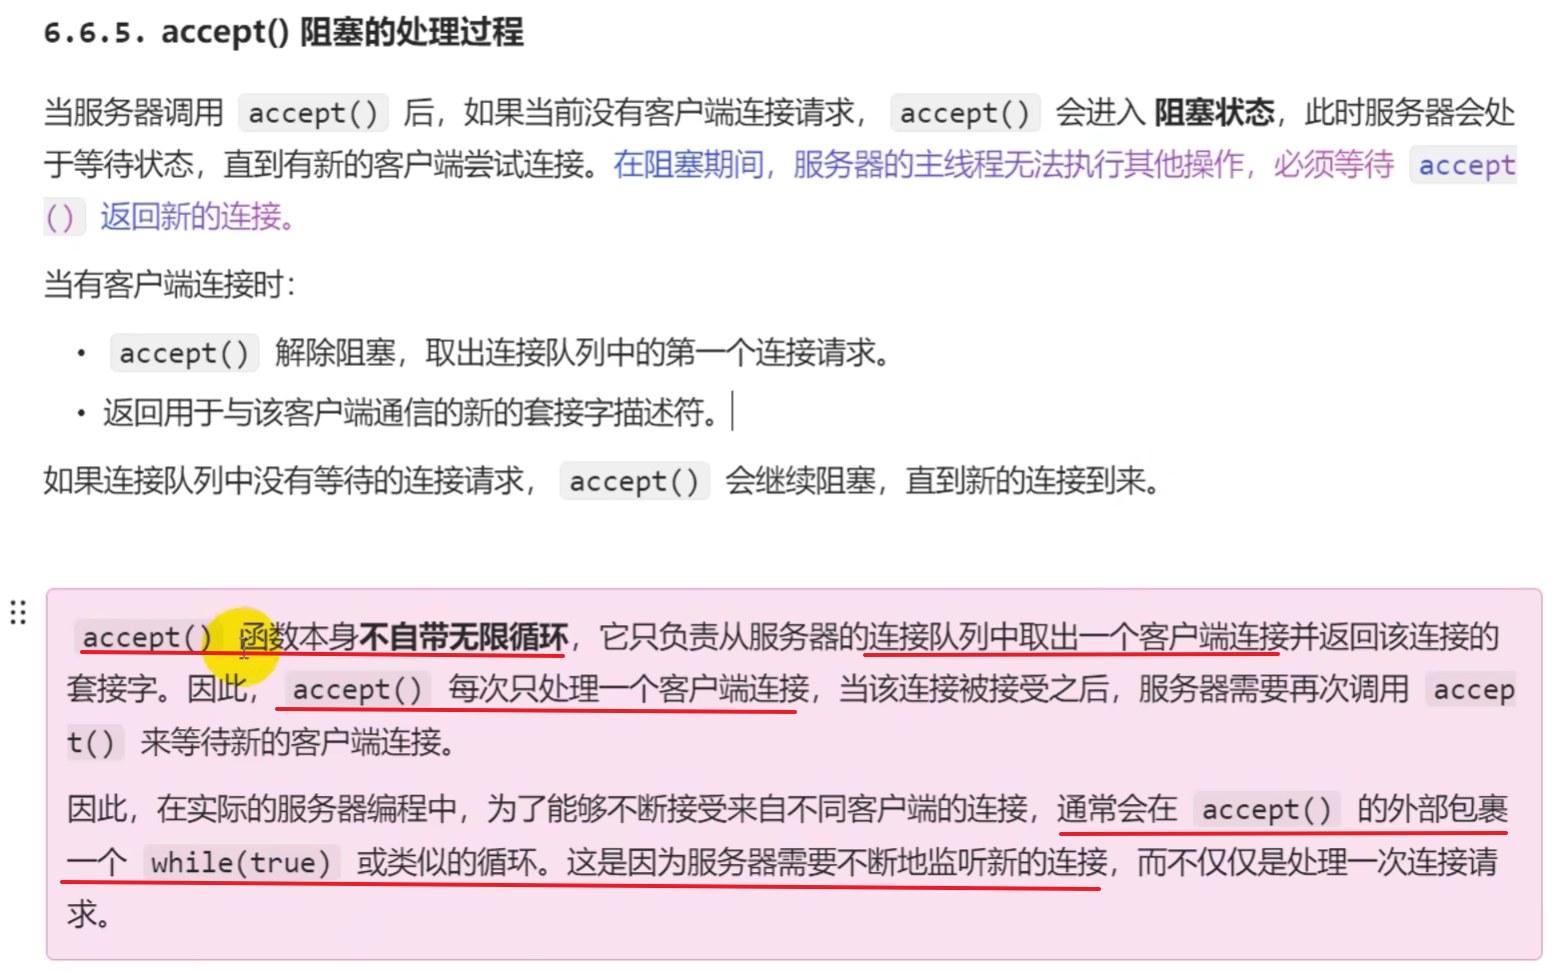 6.6.5. accept() 阻塞的处理过程
当服务器调用 accept() 后，如果当前没有客户端连接请求， accept() 会进入 阻塞状态，此时服务器会处
于等待状态，直到有新的客户端尝试连接。在阻塞期间，服务器的主线程无法执行其他操作，必须等待 accept
() 返回新的连接。
当有客户端连接时：
• accept() 解除阻塞，取出连接队列中的第一个连接请求。
• 返回用于与该客户端通信的新的套接字描述符。
如果连接队列中没有等待的连接请求， accept() 会继续阻塞，直到新的连接到来。
accept() 函数本身不自带无限循环，它只负责从服务器的连接队列中取出一个客户端连接并返回该连接的
套接字。因此， accept() 每次只处理一个客户端连接，当该连接被接受之后，服务器需要再次调用 accep
t() 来等待新的客户端连接。
因此，在实际的服务器编程中，为了能够不断接受来自不同客户端的连接，通常会在 accept() 的外部包裹
一个 while(true) 或类似的循环。这是因为服务器需要不断地监听新的连接，而不仅仅是处理一次连接请
求。